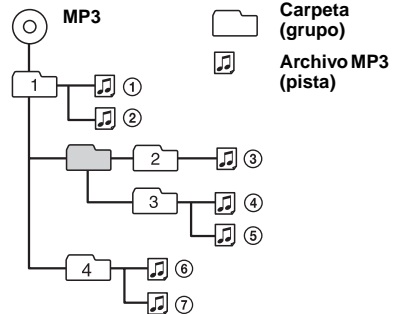 MP3
Carpeta
(grupo)
Archivo MP3
(pista)
1
①
②
2
③
3
④
⑤
4
⑥
⑦